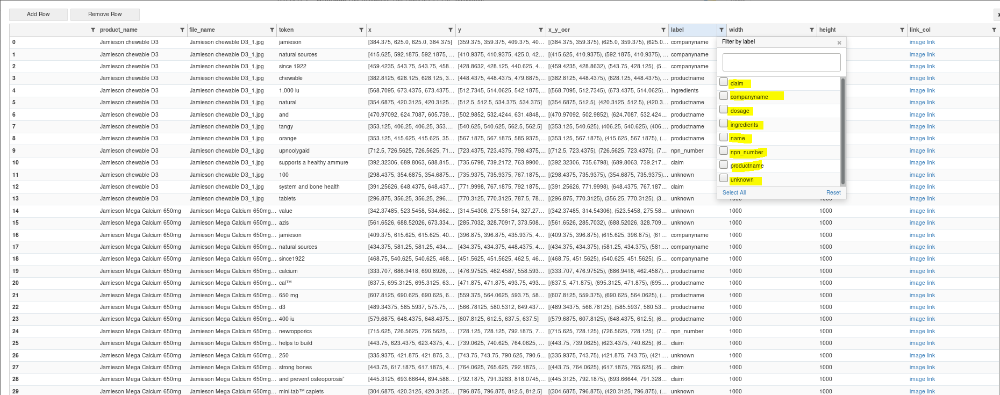 Add Row Remove Row
product_name file_name token x y x_y_ocr label width height link_col
0 Jamieson chewable D3 Jamieson chewable D3_1.jpg jamieson [384.375, 625.0, 625.0, 384.375] [359.375, 359.375, 409.375, 40... [(384.375, 359.375), (625.0, 359.375), (625.0... companyname image link
Filter by label
1 Jamieson chewable D3 Jamieson chewable D3_1.jpg natural sources [415.625, 592.1875, 592.1875, ... [410.9375, 410.9375, 425.0, 42... [(415.625, 410.9375), (592.1875, 410.9375), ... companyname image link
2 Jamieson chewable D3 Jamieson chewable D3_1.jpg since 1922 [459.4235, 543.75, 543.75, 458... [428.8632, 428.125, 440.625, 4... [(459.4235, 428.8632), (543.75, 428.125), (5... companyname image link
3 Jamieson chewable D3 Jamieson chewable D3_1.jpg chewable [382.8125, 628.125, 628.125, 3... [448.4375, 448.4375, 479.6875,... [(382.8125, 448.4375), (628.125, 448.4375), ... productname image link
claim
4 Jamieson chewable D3 Jamieson chewable D3_1.jpg 1,000 iu [568.7095, 673.4375, 673.4375... [512.7345, 514.0625, 542.1875,... [(568.7095, 512.7345), (673.4375, 514.0625)... ingredients image link
companyname
5 Jamieson chewable D3 Jamieson chewable D3_1.jpg natural [354.6875, 420.3125, 420.3125... [512.5, 512.5, 534.375, 534.375] [(354.6875, 512.5), (420.3125, 512.5), (420.3... productname image link
dosage
6 Jamieson chewable D3 Jamieson chewable D3_1.jpg and [470.97092, 624.7087, 605.739... [502.9852, 532.4244, 631.4848,... [(470.97092, 502.9852), (624.7087, 532.424... productname image link
ingredients
7 Jamieson chewable D3 Jamieson chewable D3_1.jpg tangy [353.125, 406.25, 406.25, 353.... [540.625, 540.625, 562.5, 562.5] [(353.125, 540.625), (406.25, 540.625), (406.... productname image link
name
8 Jamieson chewable D3 Jamieson chewable D3_1.jpg orange [353.125, 415.625, 415.625, 35... [567.1875, 567.1875, 585.9375,... [(353.125, 567.1875), (415.625, 567.1875), (... productname image link
9 Jamieson chewable D3 Jamieson chewable D3_1.jpg upnoolygaid [712.5, 726.5625, 726.5625, 71... [723.4375, 723.4375, 798.4375,... [(712.5, 723.4375), (726.5625, 723.4375), (7... npn_number image link
npn_number
10 Jamieson chewable D3 Jamieson chewable D3_1.jpg supports a healthy ammure [392.32306, 689.8063, 688.815... [735.6798, 739.2172, 763.9900... [(392.32306, 735.6798), (689.8063, 739.217... claim image link
productname
11 Jamieson chewable D3 Jamieson chewable D3_1.jpg 100 [298.4375, 354.6875, 354.6875... [735.9375, 735.9375, 767.1875,... [(298.4375, 735.9375), (354.6875, 735.9375)... unknown image link
unknown
12 Jamieson chewable D3 Jamieson chewable D3_1.jpg system and bone health [391.25626, 648.4375, 648.437... [771.9998, 767.1875, 792.1875,... [(391.25626, 771.9998), (648.4375, 767.187... claim image link
Select All Reset
13 Jamieson chewable D3 Jamieson chewable D3_1.jpg tablets [296.875, 356.25, 356.25, 296.... [770.3125, 770.3125, 787.5, 78... [(296.875, 770.3125), (356.25, 770.3125), (3... unknown 1000 1000 image link
14 Jamieson Mega Calcium 650mg Jamieson Mega Calcium 650mg... value [342.37485, 523.5458, 534.662... [314.54306, 275.58154, 327.27... [(342.37485, 314.54306), (523.5458, 275.58... unknown 1000 1000 image link
15 Jamieson Mega Calcium 650mg Jamieson Mega Calcium 650mg... azis [561.6526, 688.52026, 673.334... [285.7032, 328.70917, 373.508... [(561.6526, 285.7032), (688.52026, 328.709... unknown 1000 1000 image link
16 Jamieson Mega Calcium 650mg Jamieson Mega Calcium 650mg... jamieson [409.375, 615.625, 615.625, 40... [396.875, 396.875, 435.9375, 4... [(409.375, 396.875), (615.625, 396.875), (61... companyname 1000 1000 image link
17 Jamieson Mega Calcium 650mg Jamieson Mega Calcium 650mg... natural sources [434.375, 581.25, 581.25, 434.... [434.375, 434.375, 448.4375, 4... [(434.375, 434.375), (581.25, 434.375), (581.... companyname 1000 1000 image link
18 Jamieson Mega Calcium 650mg Jamieson Mega Calcium 650mg... since1922 [468.75, 540.625, 540.625, 468... [451.5625, 451.5625, 462.5, 46... [(468.75, 451.5625), (540.625, 451.5625), (5... companyname 1000 1000 image link
19 Jamieson Mega Calcium 650mg Jamieson Mega Calcium 650mg... calcium [333.707, 686.9418, 690.8926, ... [476.97525, 462.4587, 558.593... [(333.707, 476.97525), (686.9418, 462.4587)... productname 1000 1000 image link
20 Jamieson Mega Calcium 650mg Jamieson Mega Calcium 650mg... cal™ [637.5, 695.3125, 695.3125, 63... [471.875, 471.875, 493.75, 493.... [(637.5, 471.875), (695.3125, 471.875), (695.... productname 1000 1000 image link
21 Jamieson Mega Calcium 650mg Jamieson Mega Calcium 650mg... 650 mg [607.8125, 690.625, 690.625, 6... [559.375, 564.0625, 593.75, 58... [(607.8125, 559.375), (690.625, 564.0625), (... productname 1000 1000 image link
22 Jamieson Mega Calcium 650mg Jamieson Mega Calcium 650mg... d3 [489.34375, 585.5937, 575.75, ... [566.78125, 580.5312, 649.437... [(489.34375, 566.78125), (585.5937, 580.53... productname 1000 1000 image link
23 Jamieson Mega Calcium 650mg Jamieson Mega Calcium 650mg... 400 iu [579.6875, 648.4375, 648.4375... [607.8125, 612.5, 637.5, 637.5] [(579.6875, 607.8125), (648.4375, 612.5), (6... productname 1000 1000 image link
24 Jamieson Mega Calcium 650mg Jamieson Mega Calcium 650mg... newropporics [715.625, 726.5625, 726.5625, ... [728.125, 728.125, 792.1875, 7... [(715.625, 728.125), (726.5625, 728.125), (7... npn_number 1000 1000 image link
25 Jamieson Mega Calcium 650mg Jamieson Mega Calcium 650mg... helps to build [443.75, 623.4375, 623.4375, 4... [739.0625, 740.625, 764.0625, ... [(443.75, 739.0625), (623.4375, 740.625), (6... claim 1000 1000 image link
26 Jamieson Mega Calcium 650mg Jamieson Mega Calcium 650mg... 250 [335.9375, 421.875, 421.875, 3... [743.75, 743.75, 790.625, 790.6... [(335.9375, 743.75), (421.875, 743.75), (421.... unknown 1000 1000 image link
27 Jamieson Mega Calcium 650mg Jamieson Mega Calcium 650mg... strong bones [443.75, 617.1875, 617.1875, 4... [764.0625, 765.625, 792.1875, ... [(443.75, 764.0625), (617.1875, 765.625), (6... claim 1000 1000 image link
28 Jamieson Mega Calcium 650mg Jamieson Mega Calcium 650mg... and prevent osteoporosis" [445.3125, 693.66644, 694.588... [792.1875, 791.3283, 818.0745,... [(445.3125, 792.1875), (693.66644, 791.328... claim 1000 1000 image link
29 Jamieson Mega Calcium 650mg Jamieson Mega Calcium 650mg... mini-tab™ caplets [304.6875, 420.3125, 420.3125... [796.875, 796.875, 812.5, 812.5] [(304.6875, 796.875), (420.3125, 796.875), (... unknown 1000 1000 image link